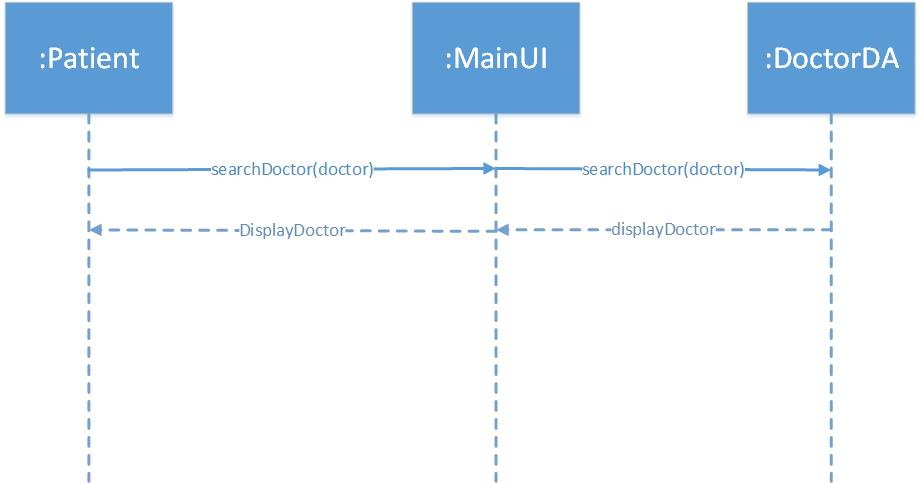 :Patient
:MainUI
:DoctorDA
searchDoctor(doctor)
searchDoctor(doctor)
DisplayDoctor
displayDoctor